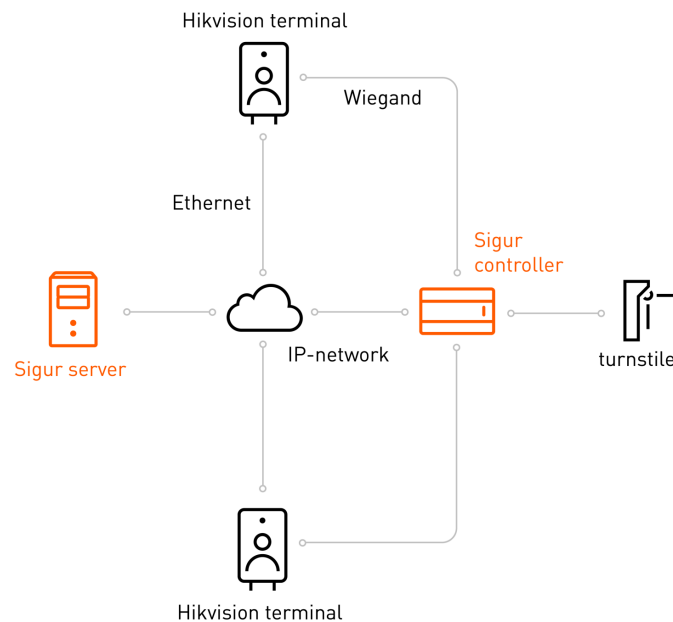 Hikvision terminal
Wiegand
Ethernet
Sigur
controller
IP-network
Sigur server
turnstile
Hikvision terminal